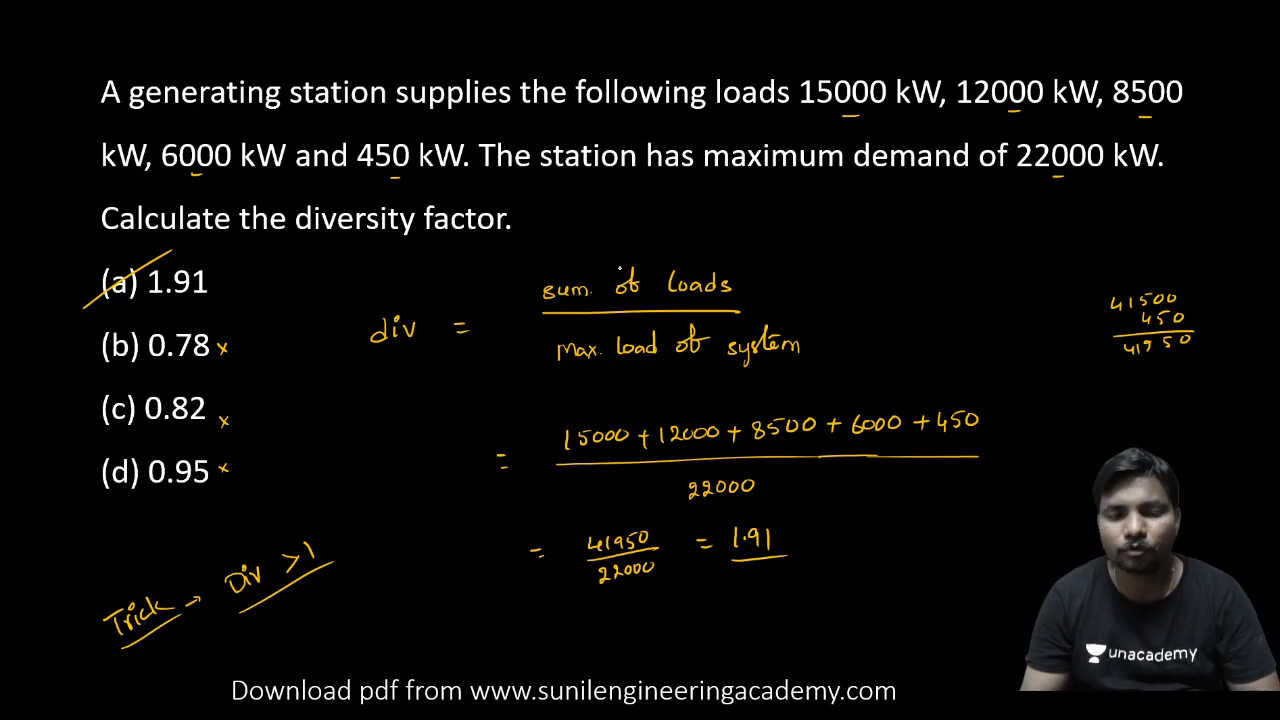 A generating station supplies the following loads 15000 kW, 12000 kW, 8500
kW, 6000 kW and 450 kW. The station has maximum demand of 22000 kW.
Calculate the diversity factor.
(a) 1.91
(b) 0.78 x
(c) 0.82 x
(d) 0.95 x
div = sum. of Loads
Max. Load of system
= 15000 + 12000 + 8500 + 6000 + 450
22000
= 41950 = 1.91
22000
41500
450
41950
Trick → Div > 1
unacademy
Download pdf from www.sunilengineeringacademy.com